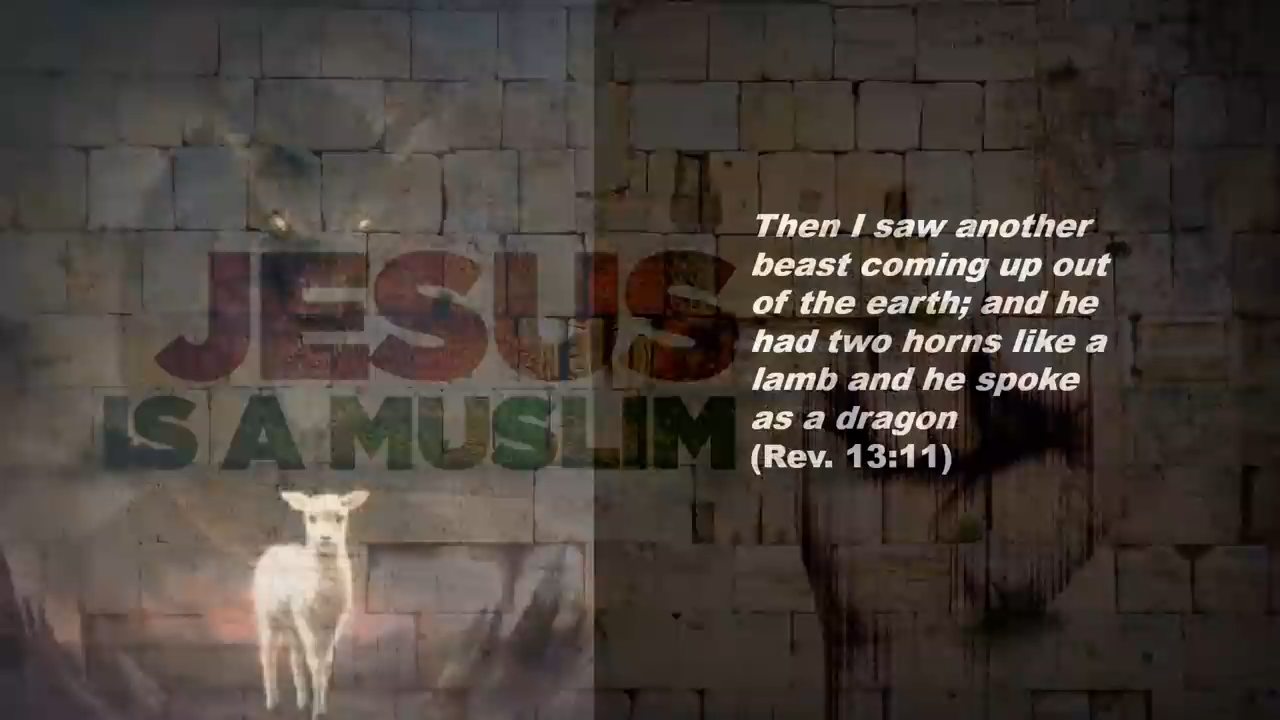 JESUS
IS A MUSLIM
Then I saw another
beast coming up out
of the earth; and he
had two horns like a
lamb and he spoke
as a dragon
(Rev. 13:11)